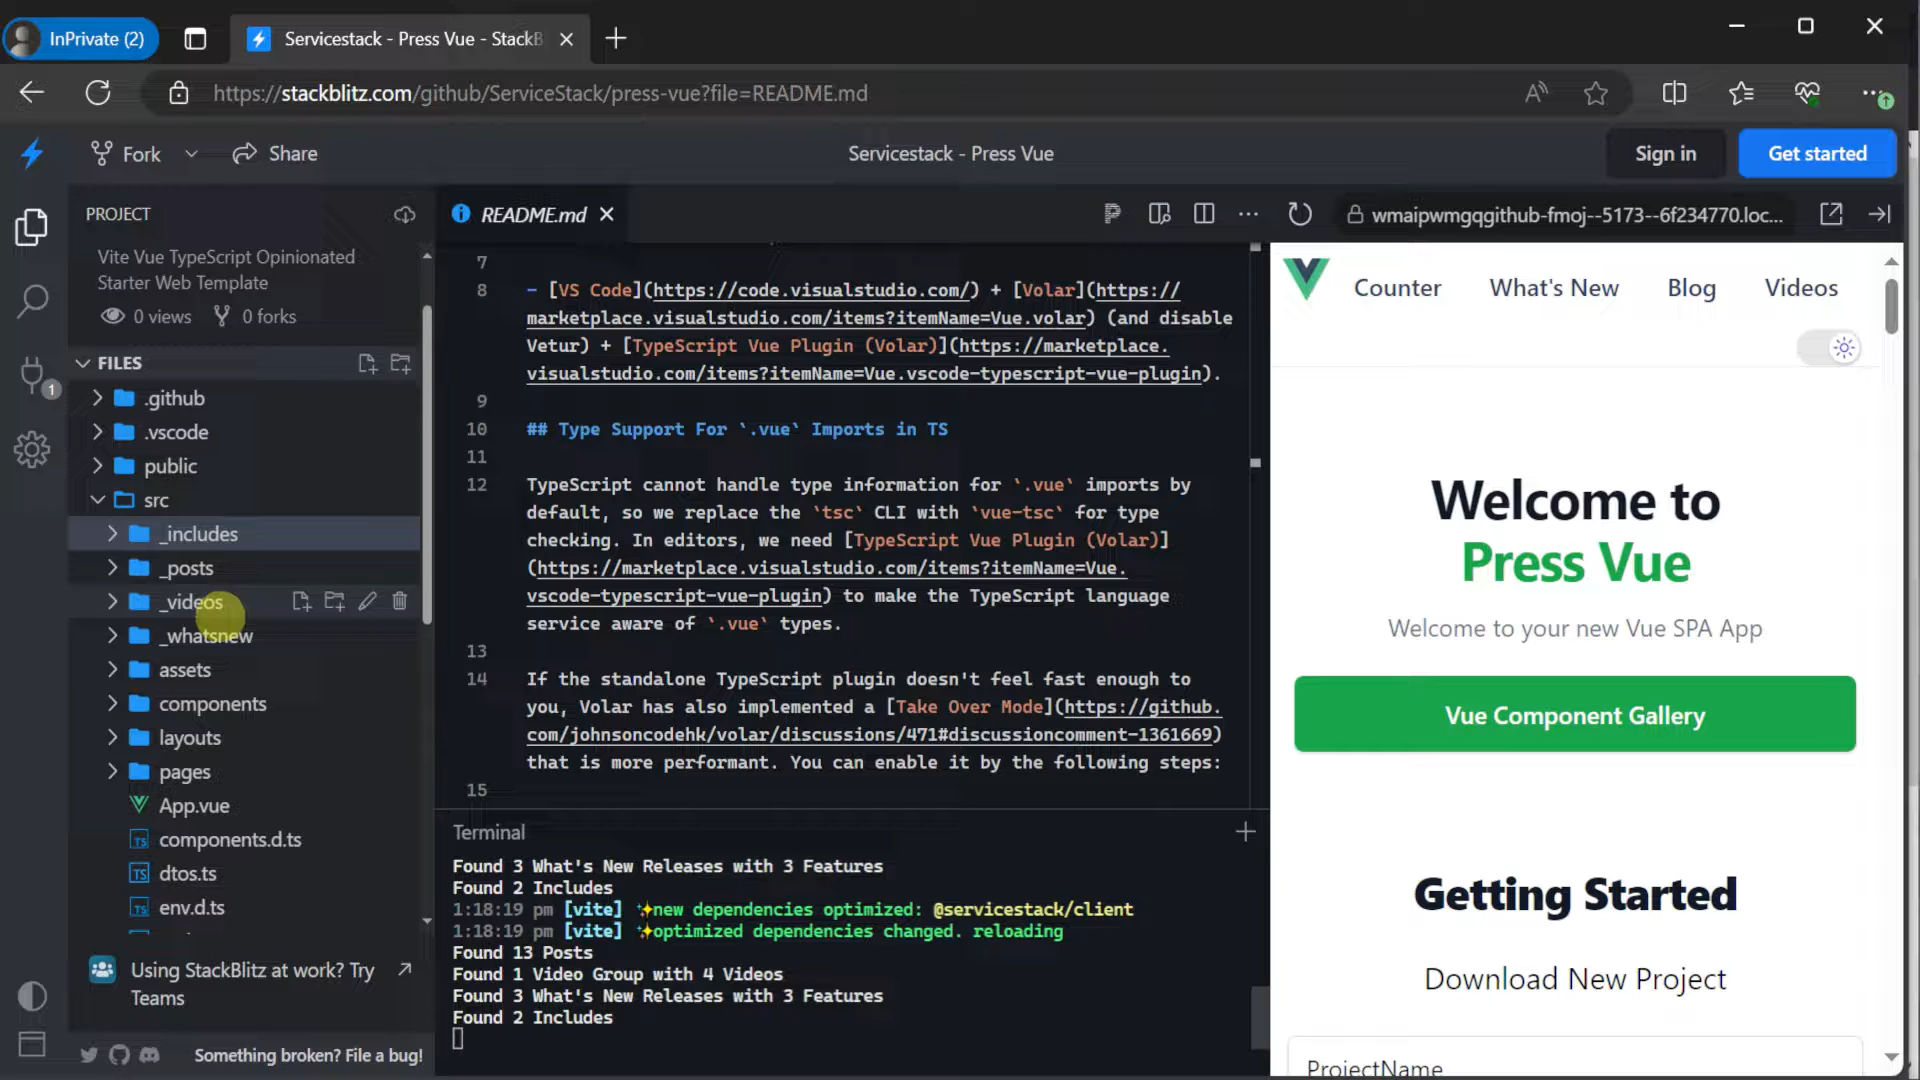 InPrivate (2)
Servicestack - Press Vue - StackB
https://stackblitz.com/github/ServiceStack/press-vue?file=README.md
Fork
Share
Servicestack - Press Vue
Sign in
Get started
PROJECT
Vite Vue TypeScript Opinionated
Starter Web Template
0 views
0 forks
FILES
.github
.vscode
public
src
_includes
_posts
_videos
_whatsnew
assets
components
layouts
pages
App.vue
components.d.ts
dtos.ts
env.d.ts
Using StackBlitz at work? Try
Teams
Something broken? File a bug!
1
README.md
7
8 - [VS Code](https://code.visualstudio.com/) + [Volar](https://
marketplace.visualstudio.com/items?itemName=Vue.volar) (and disable
Vetur) + [TypeScript Vue Plugin (Volar)](https://marketplace.
visualstudio.com/items?itemName=Vue.vscode-typescript-vue-plugin).
9
10 ## Type Support For `.vue` Imports in TS
11
12 TypeScript cannot handle type information for `.vue` imports by
default, so we replace the `tsc` CLI with `vue-tsc` for type
checking. In editors, we need [TypeScript Vue Plugin (Volar)]
(https://marketplace.visualstudio.com/items?itemName=Vue.
vscode-typescript-vue-plugin) to make the TypeScript language
service aware of `.vue` types.
13
14 If the standalone TypeScript plugin doesn't feel fast enough to
you, Volar has also implemented a [Take Over Mode](https://github.
com/johnsoncodehk/volar/discussions/471#discussioncomment-1361669)
that is more performant. You can enable it by the following steps:
15
Terminal
Found 3 What's New Releases with 3 Features
Found 2 Includes
1:18:19 pm [vite] ✨new dependencies optimized: @servicestack/client
1:18:19 pm [vite] ✨optimized dependencies changed. reloading
Found 13 Posts
Found 1 Video Group with 4 Videos
Found 3 What's New Releases with 3 Features
Found 2 Includes
wmaipwmgqgithub-fmoj--5173--6f234770.loc...
Counter
What's New
Blog
Videos
Welcome to
Press Vue
Welcome to your new Vue SPA App
Vue Component Gallery
Getting Started
Download New Project
ProjectName